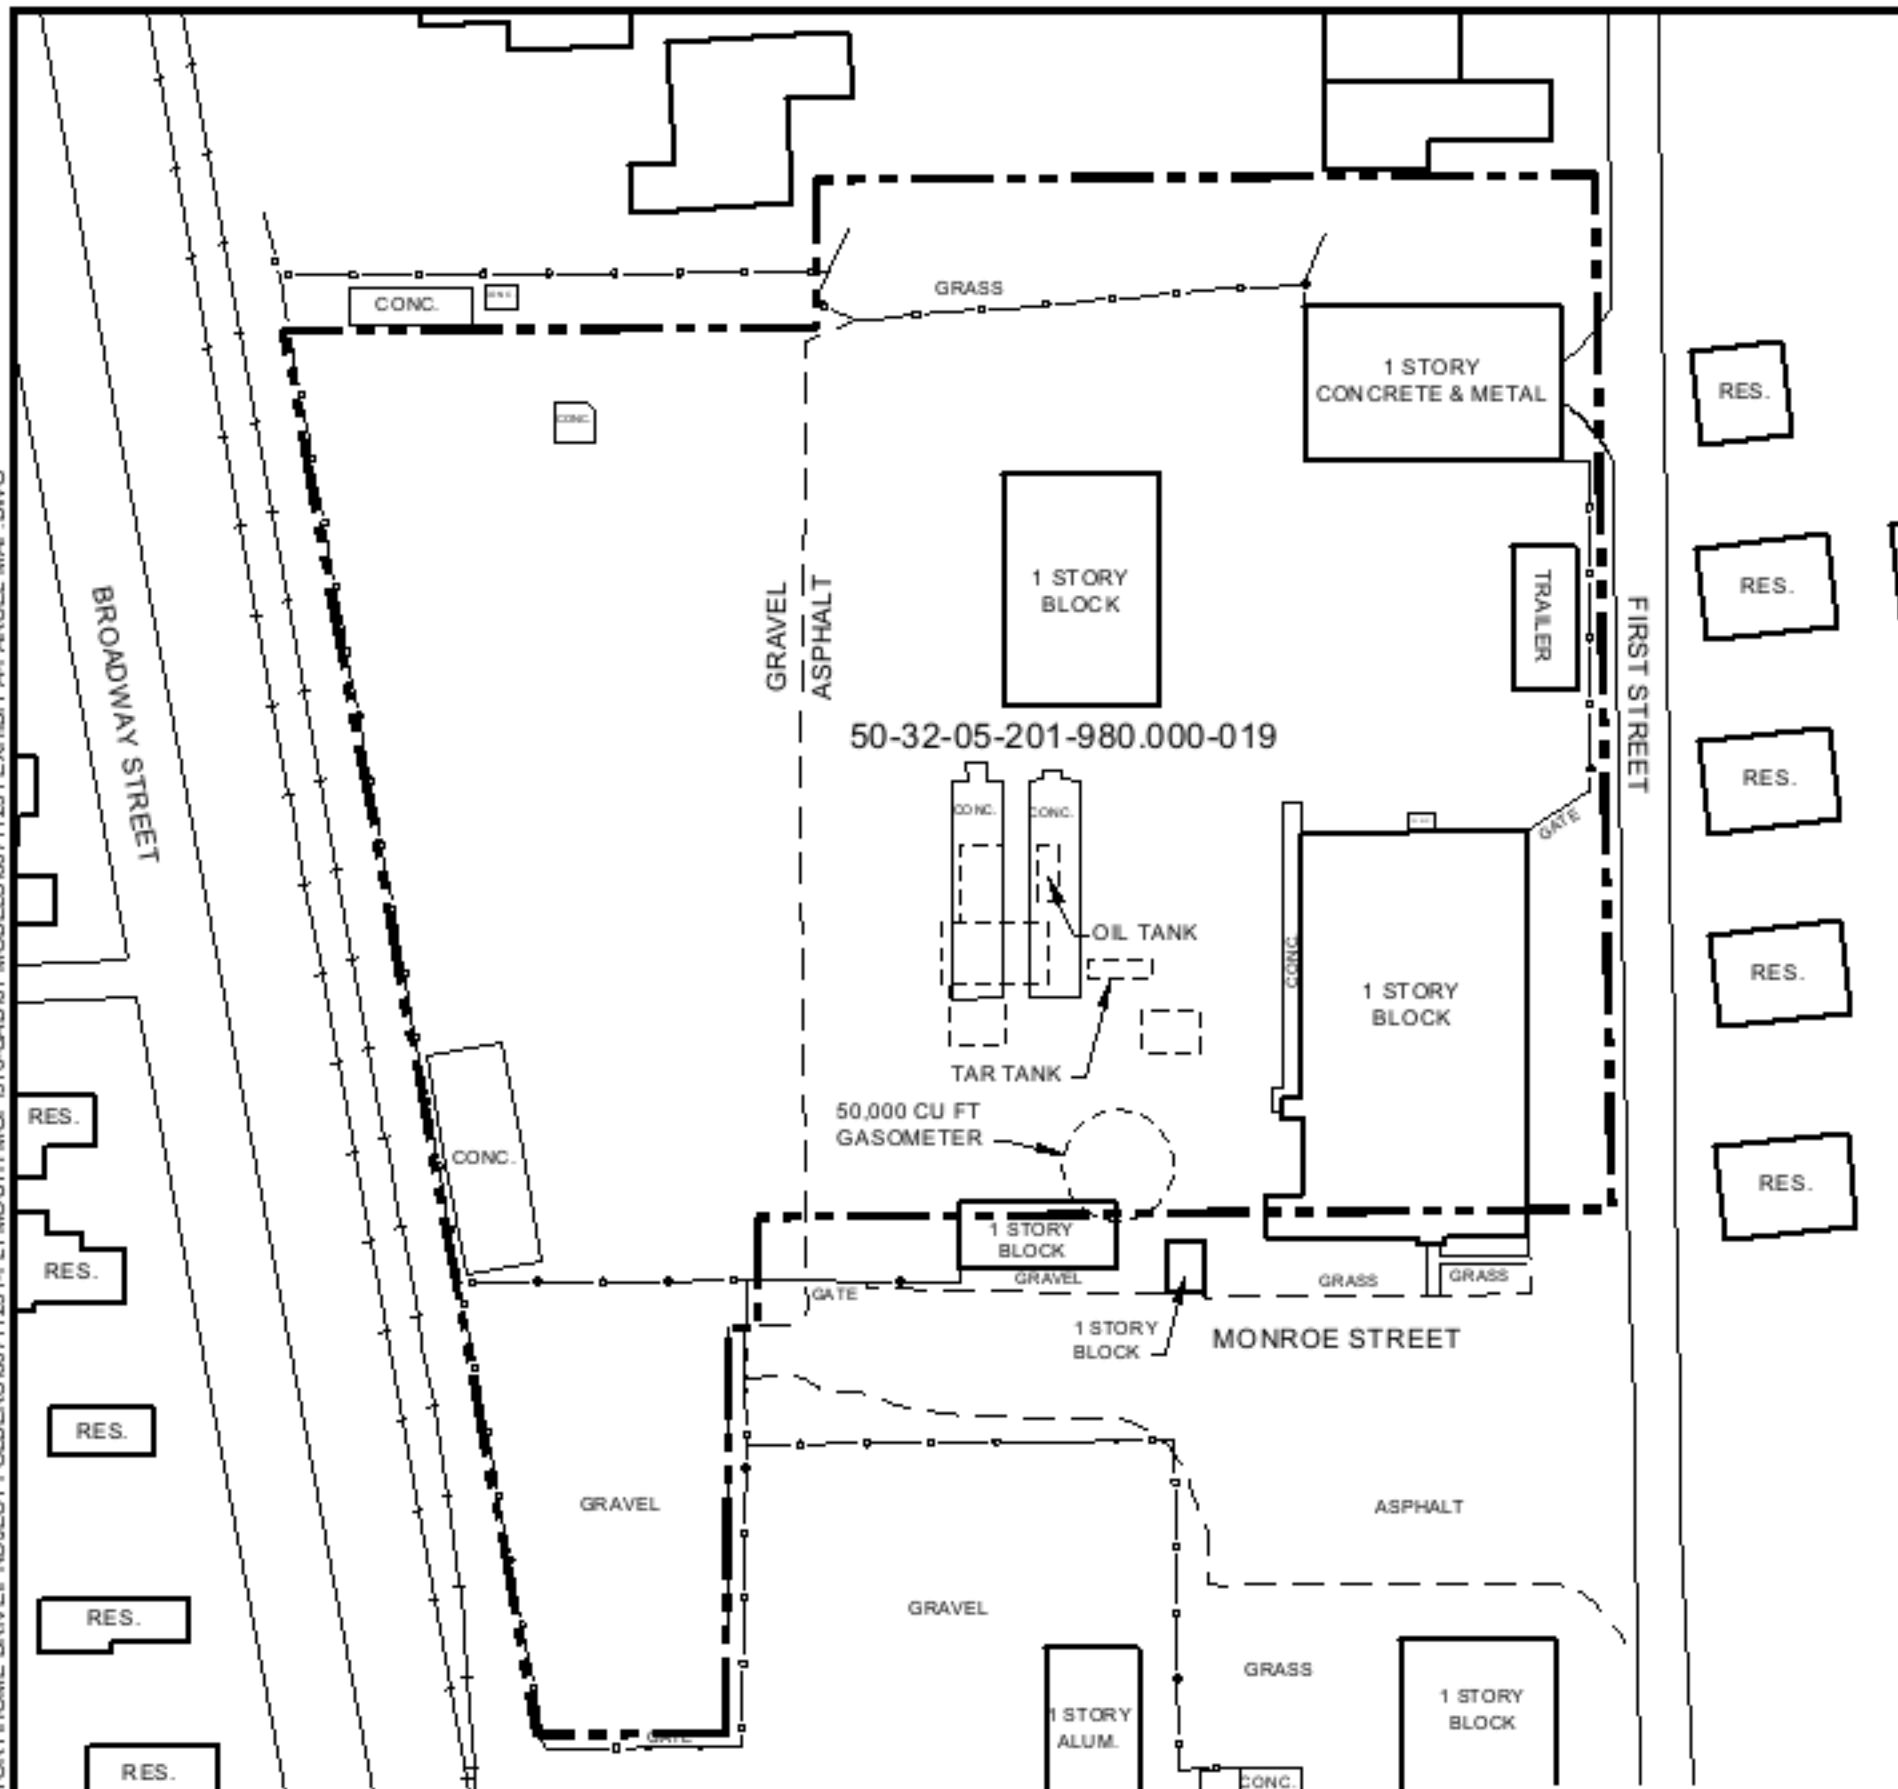 CONC.
GRASS
1 STORY
CONCRETE & METAL
RES.
CONC.
1 STORY
BLOCK
GRAVEL
ASPHALT
TRAILER
RES.
BROADWAY STREET
FIRST STREET
50-32-05-201-980.000-019
RES.
CONC.
CONC.
GATE
OIL TANK
CONC.
RES.
1 STORY
BLOCK
TAR TANK
50,000 CU FT
GASOMETER
RES.
CONC.
RES.
1 STORY
BLOCK
RES.
GRAVEL
GRASS
GRASS
GATE
1 STORY
BLOCK
MONROE STREET
RES.
GRAVEL
ASPHALT
RES.
GRAVEL
GRASS
1 STORY
ALUM.
1 STORY
BLOCK
GATE
RES.
CONC.